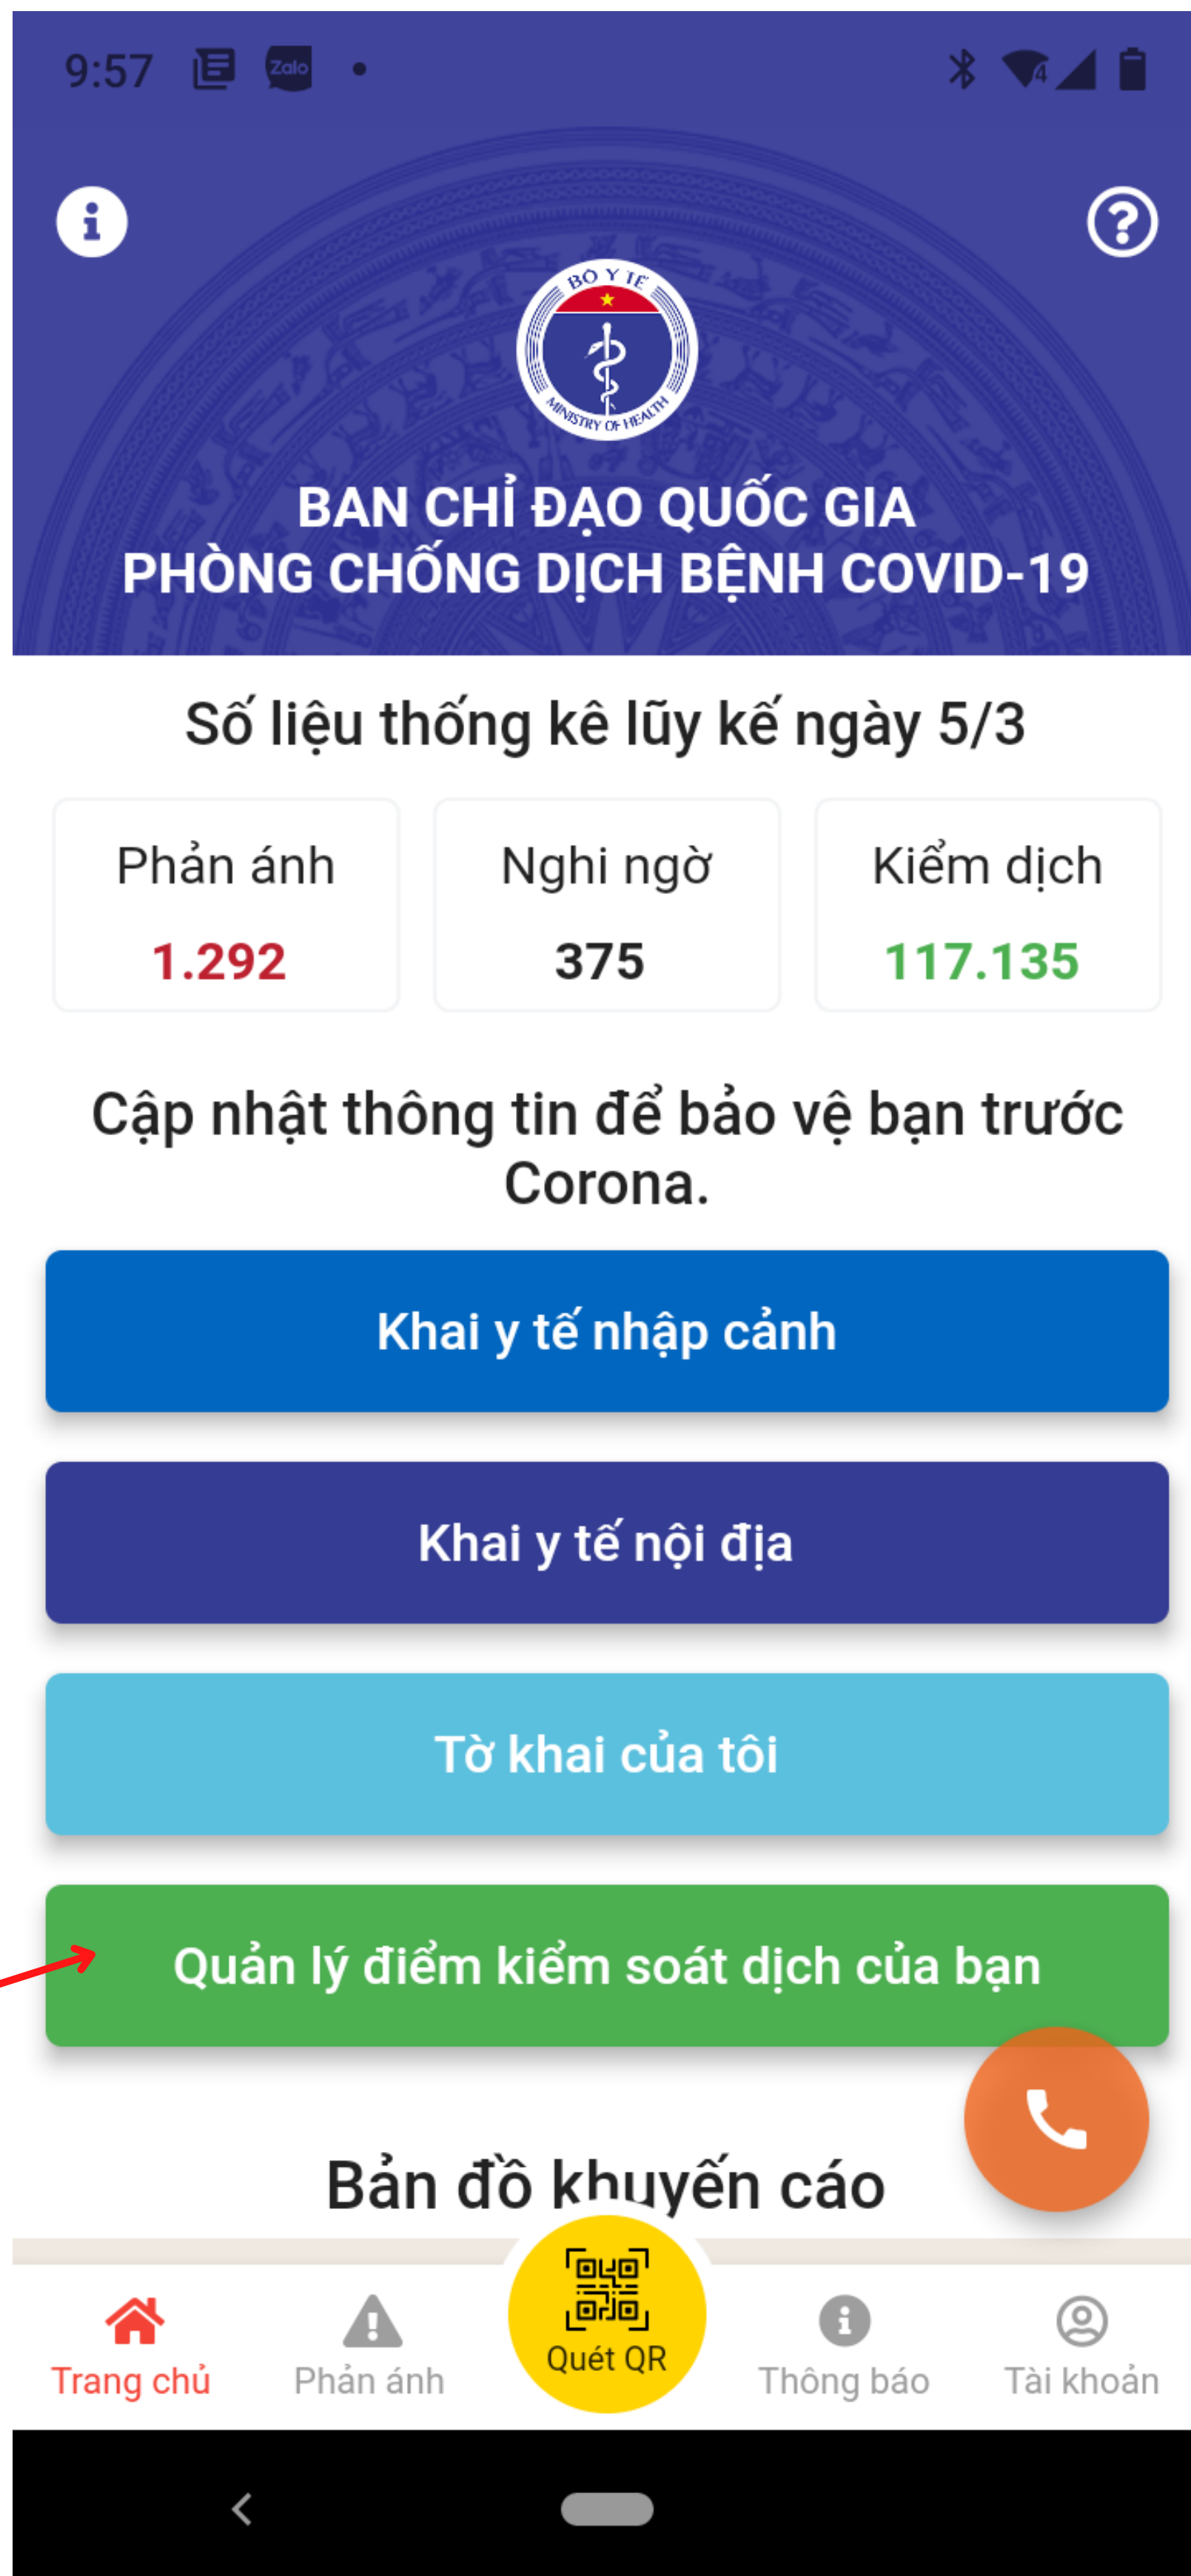 9:57
Zalo
4
BỘ Y TẾ
MINISTRY OF HEALTH
BAN CHỈ ĐẠO QUỐC GIA
PHÒNG CHỐNG DỊCH BỆNH COVID-19
Số liệu thống kê lũy kế ngày 5/3
Phản ánh
Nghi ngờ
Kiểm dịch
1.292
375
117.135
Cập nhật thông tin để bảo vệ bạn trước
Corona.
Khai y tế nhập cảnh
Khai y tế nội địa
Tờ khai của tôi
Quản lý điểm kiểm soát dịch của bạn
Bản đồ khuyến cáo
Trang chủ
Phản ánh
Quét QR
Thông báo
Tài khoản